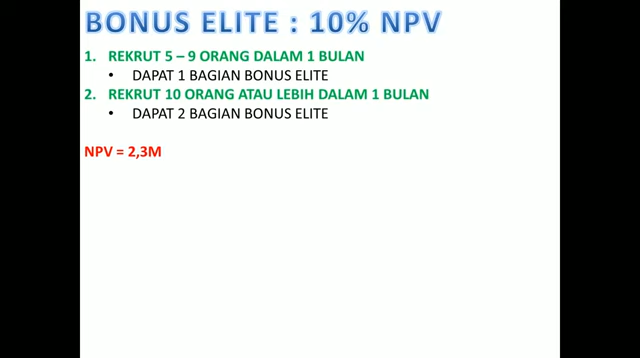 BONUS ELITE : 10% NPV
1. REKRUT 5 – 9 ORANG DALAM 1 BULAN
• DAPAT 1 BAGIAN BONUS ELITE
2. REKRUT 10 ORANG ATAU LEBIH DALAM 1 BULAN
• DAPAT 2 BAGIAN BONUS ELITE
NPV = 2,3M